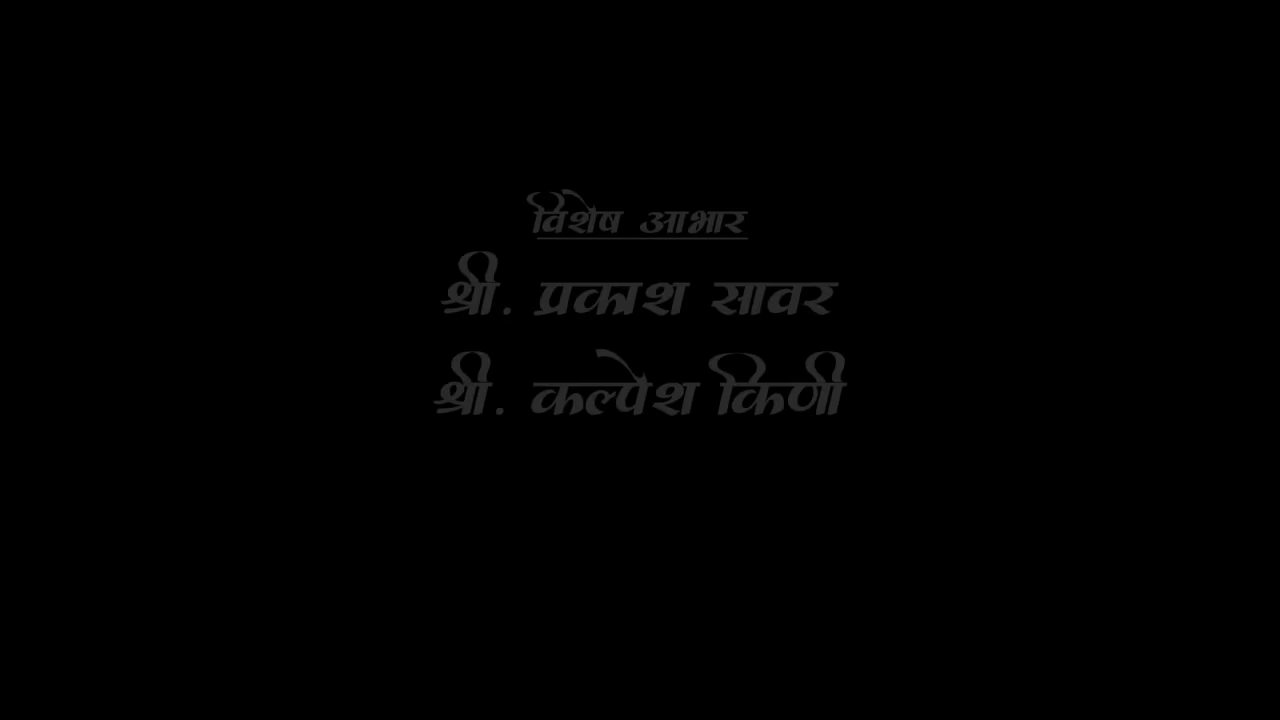 विशेष आभार
श्री. प्रकाश सावर
श्री. कल्पेश किणी